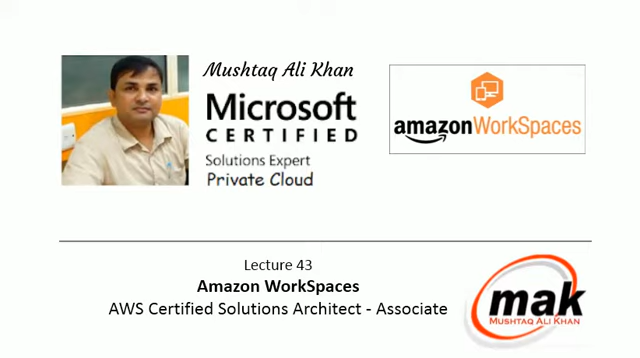 Mushtaq Ali Khan
Microsoft
CERTIFIED
Solutions Expert
Private Cloud
amazon WorkSpaces
Lecture 43
Amazon WorkSpaces
AWS Certified Solutions Architect - Associate
mak
MUSHTAQ ALI KHAN